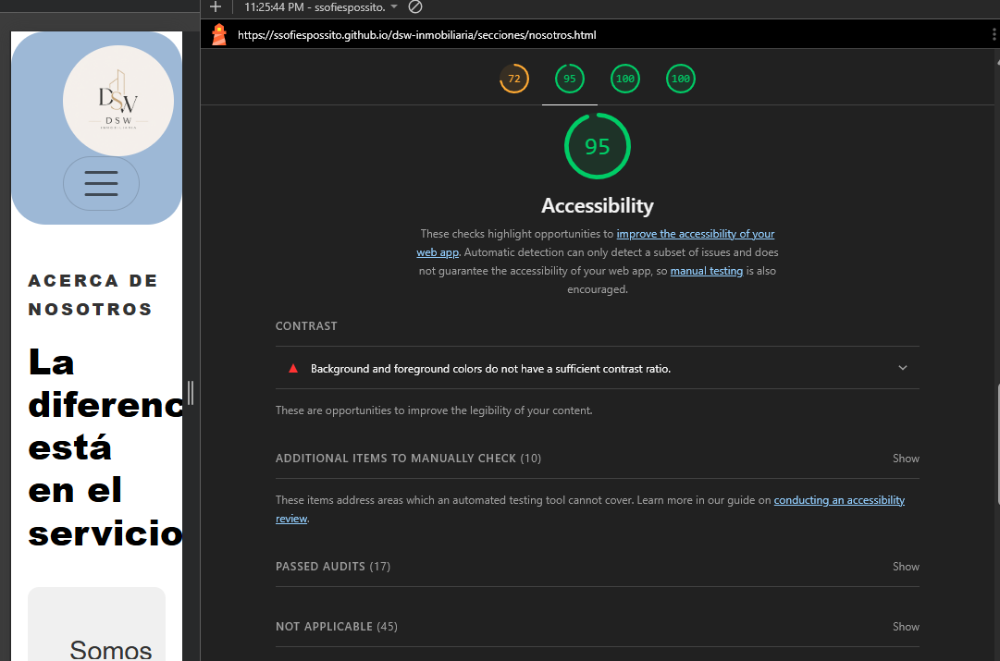 11:25:44 PM - ssofiespossito.
https://ssofiespossito.github.io/dsw-inmobiliaria/secciones/nosotros.html
72
95
100
100
DSW
DSW
ACERCA DE
NOSOTROS
La
diferenc
está
en el
servicio
Somos
95
Accessibility
These checks highlight opportunities to improve the accessibility of your
web app. Automatic detection can only detect a subset of issues and does
not guarantee the accessibility of your web app, so manual testing is also
encouraged.
CONTRAST
Background and foreground colors do not have a sufficient contrast ratio.
These are opportunities to improve the legibility of your content.
ADDITIONAL ITEMS TO MANUALLY CHECK (10)
Show
These items address areas which an automated testing tool cannot cover. Learn more in our guide on conducting an accessibility
review.
PASSED AUDITS (17)
Show
NOT APPLICABLE (45)
Show